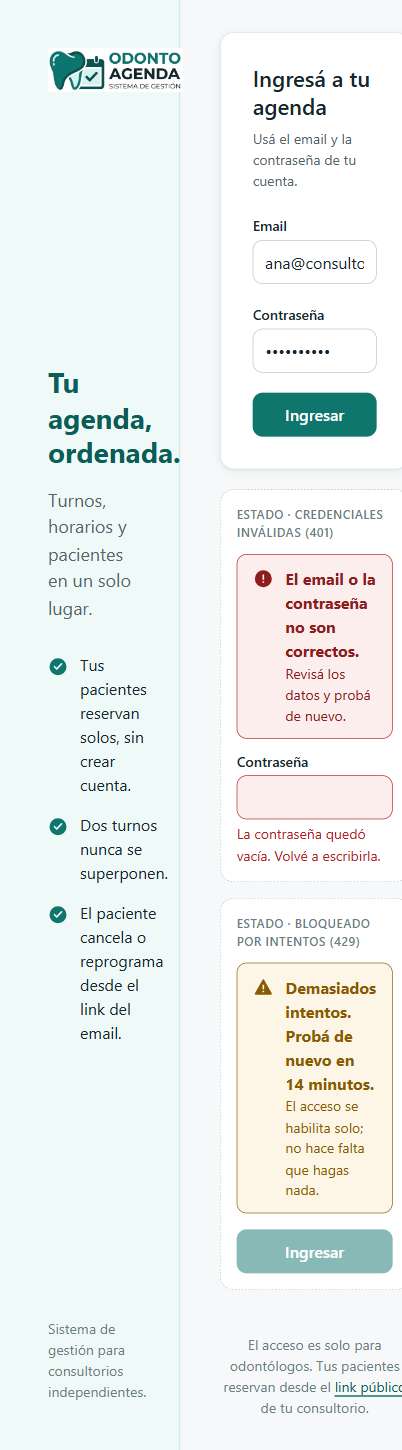 ODONTO
AGENDA
SISTEMA DE GESTIÓN
Tu
agenda,
ordenada.
Turnos,
horarios y
pacientes
en un solo
lugar.
Tus
pacientes
reservan
solos, sin
crear
cuenta.
Dos turnos
nunca se
superponen.
El paciente
cancela o
reprograma
desde el
link del
email.
Sistema de
gestión para
consultorios
independientes.
Ingresá a tu
agenda
Usá el email y la
contraseña de tu
cuenta.
Email
ana@consulto
Contraseña
••••••••••
Ingresar
ESTADO · CREDENCIALES
INVÁLIDAS (401)
El email o la
contraseña
no son
correctos.
Revisá los
datos y probá
de nuevo.
Contraseña
La contraseña quedó
vacía. Volvé a escribirla.
ESTADO · BLOQUEADO
POR INTENTOS (429)
Demasiados
intentos.
Probá de
nuevo en
14 minutos.
El acceso se
habilita solo;
no hace falta
que hagas
nada.
Ingresar
El acceso es solo para
odontólogos. Tus pacientes
reservan desde el link público
de tu consultorio.